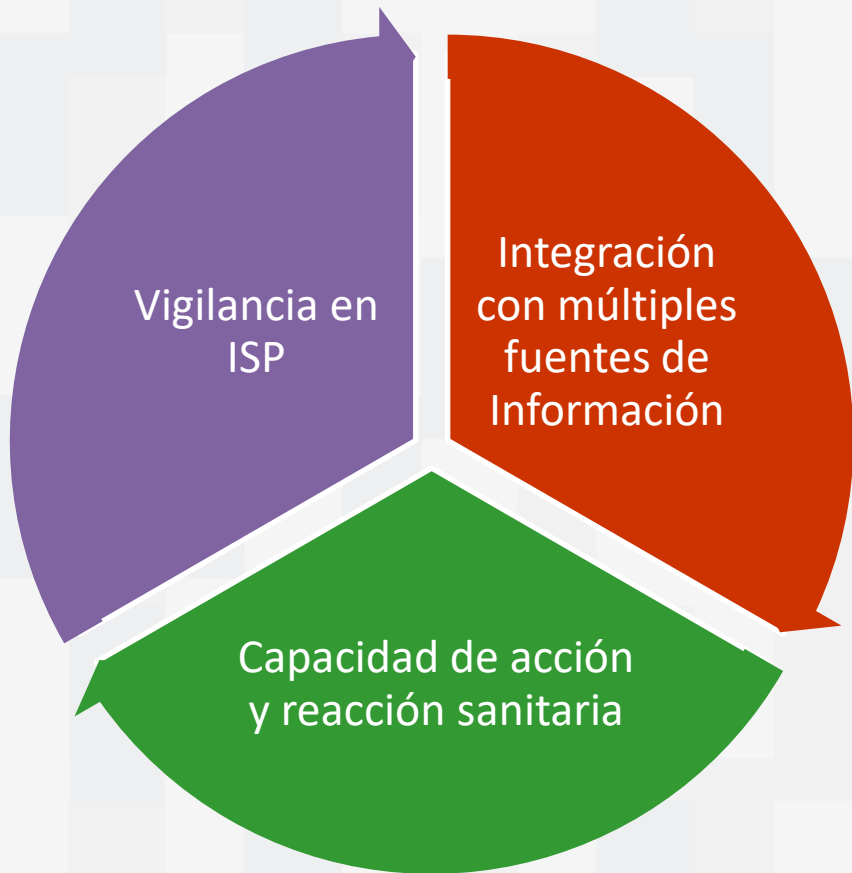 Vigilancia en
ISP
Integración
con múltiples
fuentes de
Información
Capacidad de acción
y reacción sanitaria